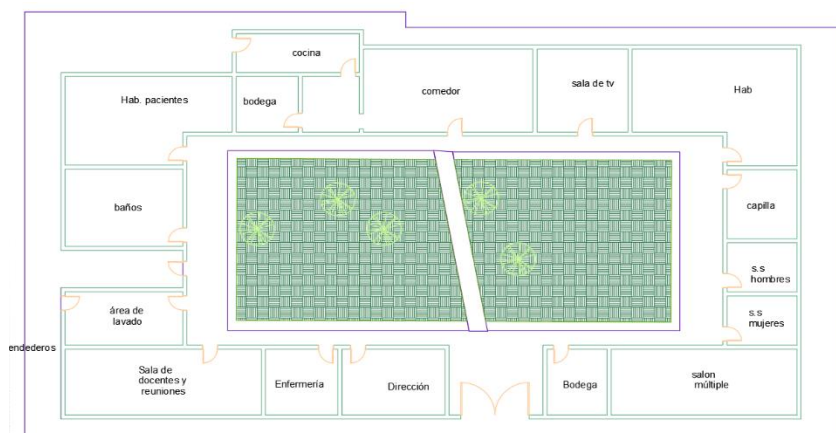 cocina
Hab. pacientes
bodega
comedor
sala de tv
Hab
baños
capilla
s.s
hombres
área de
lavado
s.s
mujeres
endederos
Sala de
docentes y
reuniones
Enfermería
Dirección
Bodega
salon
múltiple